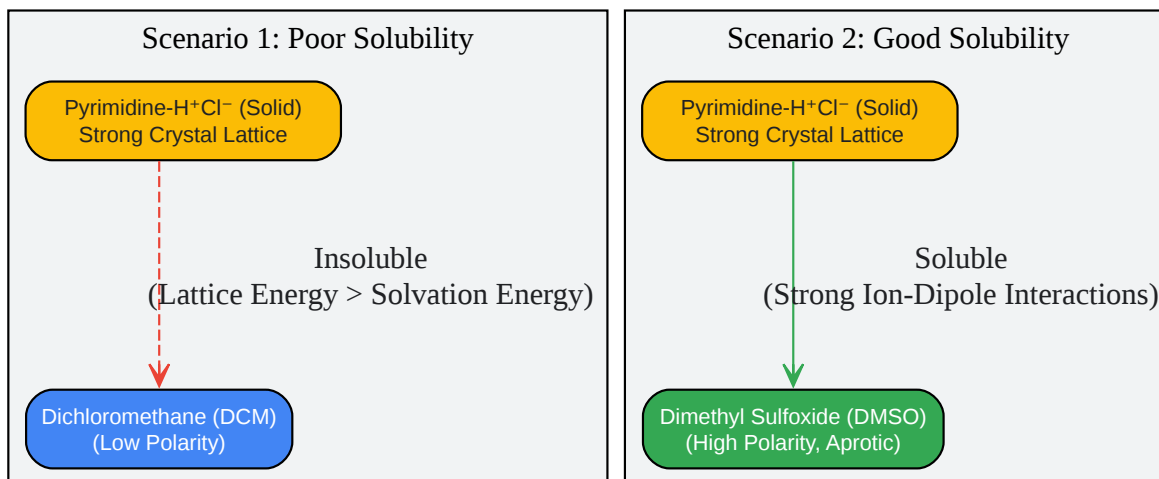 Scenario 1: Poor Solubility
Pyrimidine-H⁺Cl⁻ (Solid)
Strong Crystal Lattice
Insoluble
(Lattice Energy > Solvation Energy)
Dichloromethane (DCM)
(Low Polarity)
Scenario 2: Good Solubility
Pyrimidine-H⁺Cl⁻ (Solid)
Strong Crystal Lattice
Soluble
(Strong Ion-Dipole Interactions)
Dimethyl Sulfoxide (DMSO)
(High Polarity, Aprotic)